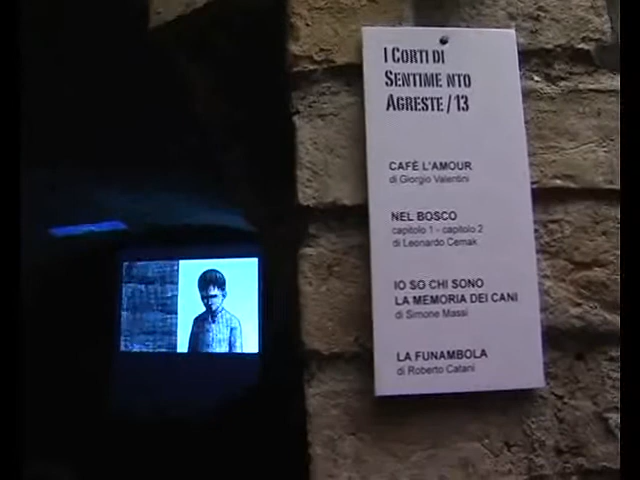 I CORTI DI
SENTIME NTO
AGRESTE / 13
CAFÈ L'AMOUR
di Giorgio Valentini
NEL BOSCO
capitolo 1 - capitolo 2
di Leonardo Cemak
IO SO CHI SONO
LA MEMORIA DEI CANI
di Simone Massi
LA FUNAMBOLA
di Roberto Catani